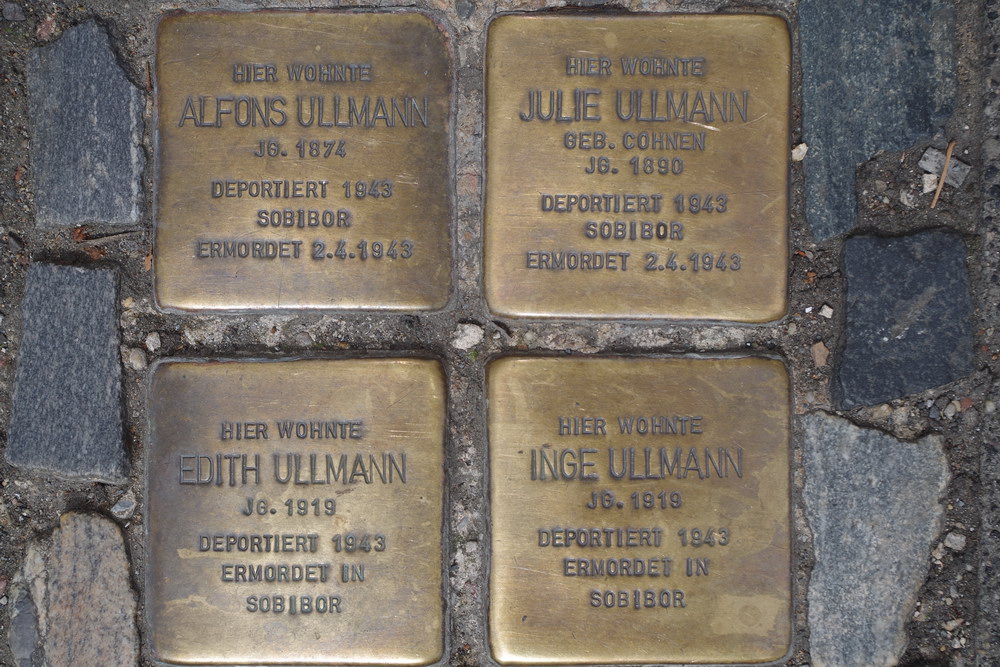 HIER WOHNTE
ALFONS ULLMANN
JG. 1874
DEPORTIERT 1943
SOBIBOR
ERMORDET 2.4.1943
HIER WOHNTE
JULIE ULLMANN
GEB. COHNEN
JG. 1890
DEPORTIERT 1943
SOBIBOR
ERMORDET 2.4.1943
HIER WOHNTE
EDITH ULLMANN
JG. 1919
DEPORTIERT 1943
ERMORDET IN
SOBIBOR
HIER WOHNTE
INGE ULLMANN
JG. 1919
DEPORTIERT 1943
ERMORDET IN
SOBIBOR